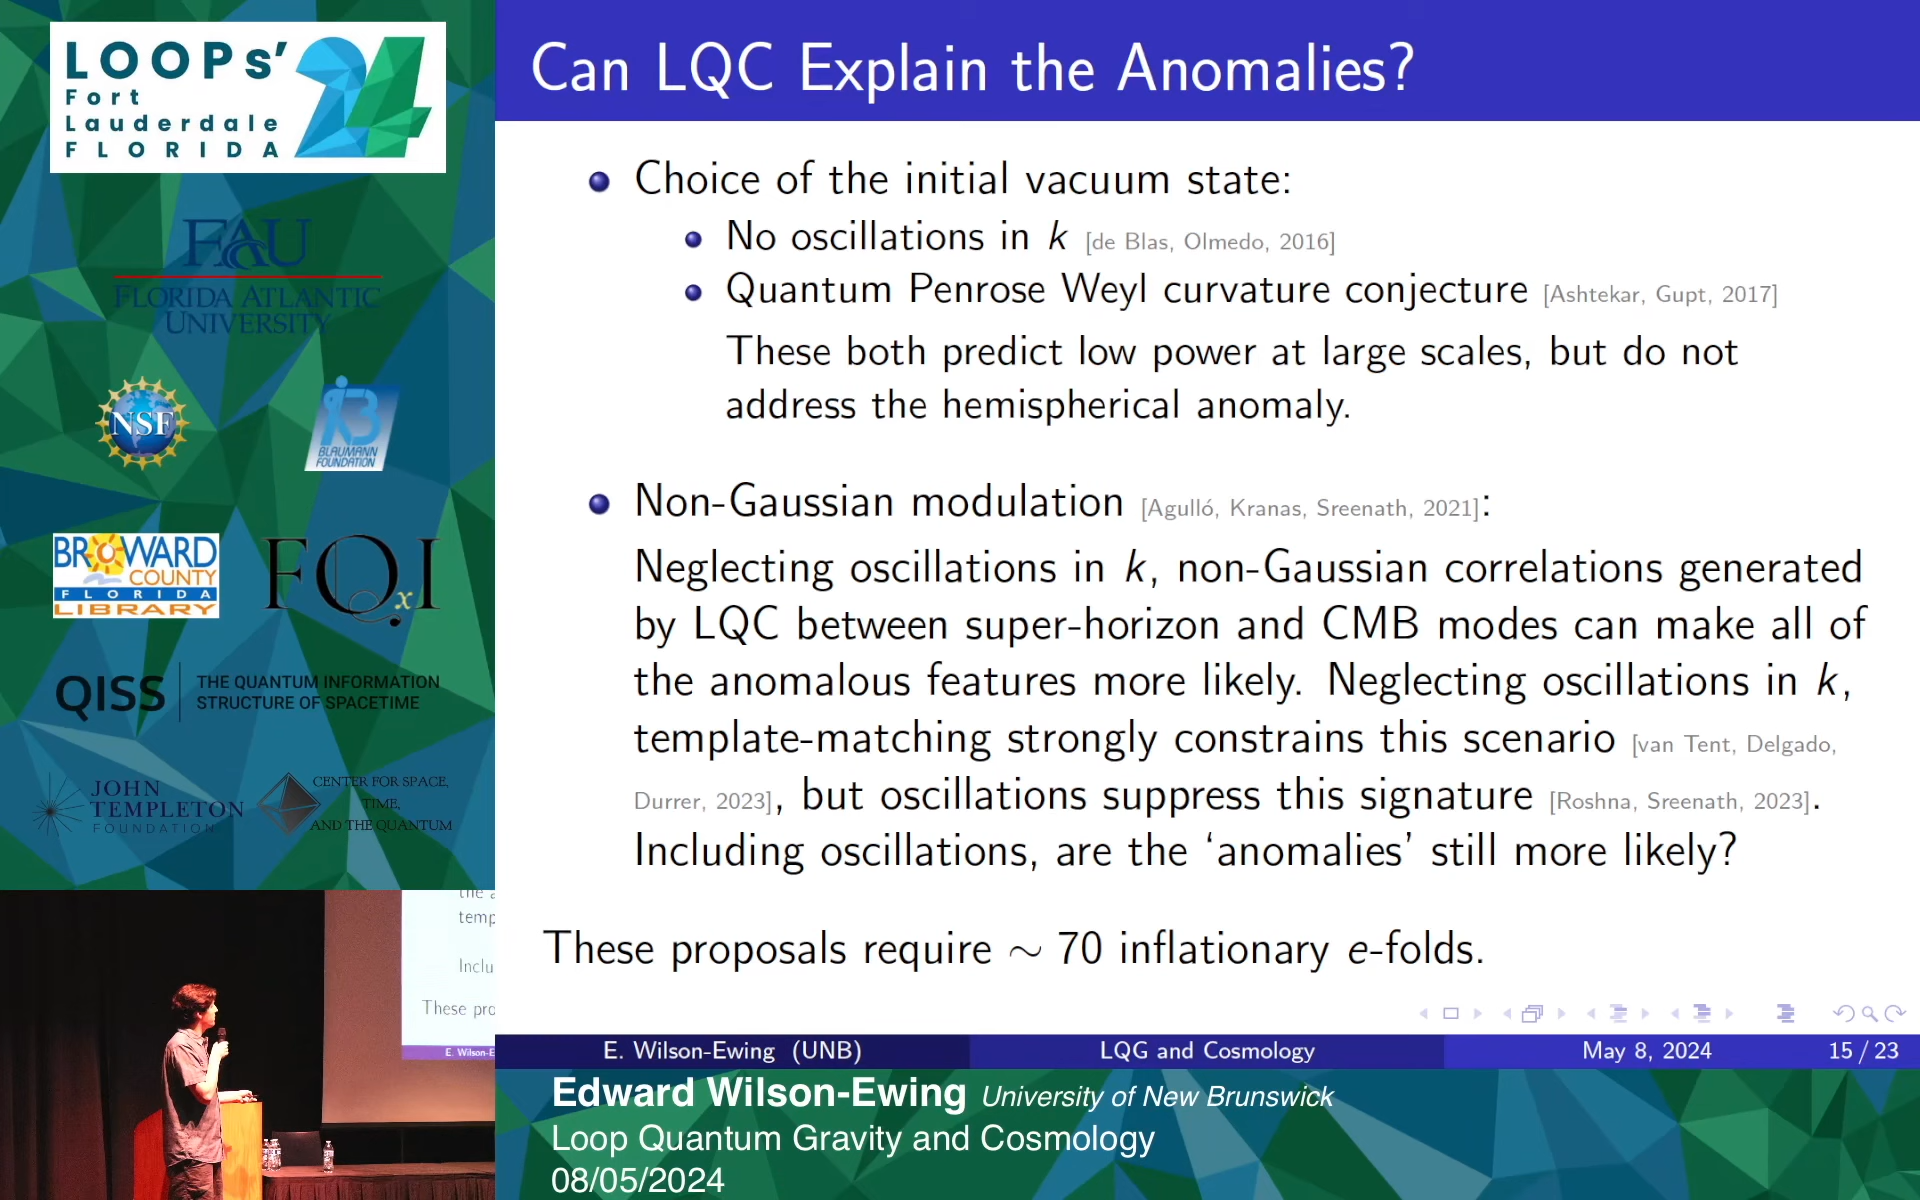 LOOPs' 24
Fort
Lauderdale
FLORIDA
FAU
FLORIDA ATLANTIC
UNIVERSITY
NSF
BLAUMANN
FOUNDATION
BROWARD
COUNTY
FLORIDA
LIBRARY
FQxI
QISS
THE QUANTUM INFORMATION
STRUCTURE OF SPACETIME
JOHN
TEMPLETON
FOUNDATION
CENTER FOR SPACE,
TIME,
AND THE QUANTUM
Can LQC Explain the Anomalies?
Choice of the initial vacuum state:
No oscillations in k [de Blas, Olmedo, 2016]
Quantum Penrose Weyl curvature conjecture [Ashtekar, Gupt, 2017]
These both predict low power at large scales, but do not
address the hemispherical anomaly.
Non-Gaussian modulation [Agulló, Kranas, Sreenath, 2021]:
Neglecting oscillations in k, non-Gaussian correlations generated
by LQC between super-horizon and CMB modes can make all of
the anomalous features more likely. Neglecting oscillations in k,
template-matching strongly constrains this scenario [van Tent, Delgado,
Durrer, 2023], but oscillations suppress this signature [Roshna, Sreenath, 2023].
Including oscillations, are the ‘anomalies’ still more likely?
These proposals require ∼ 70 inflationary e-folds.
E. Wilson-Ewing (UNB)
LQG and Cosmology
May 8, 2024
15 / 23
the a
temp
Inclu
These pro
E. Wilson-E
Edward Wilson-Ewing University of New Brunswick
Loop Quantum Gravity and Cosmology
08/05/2024